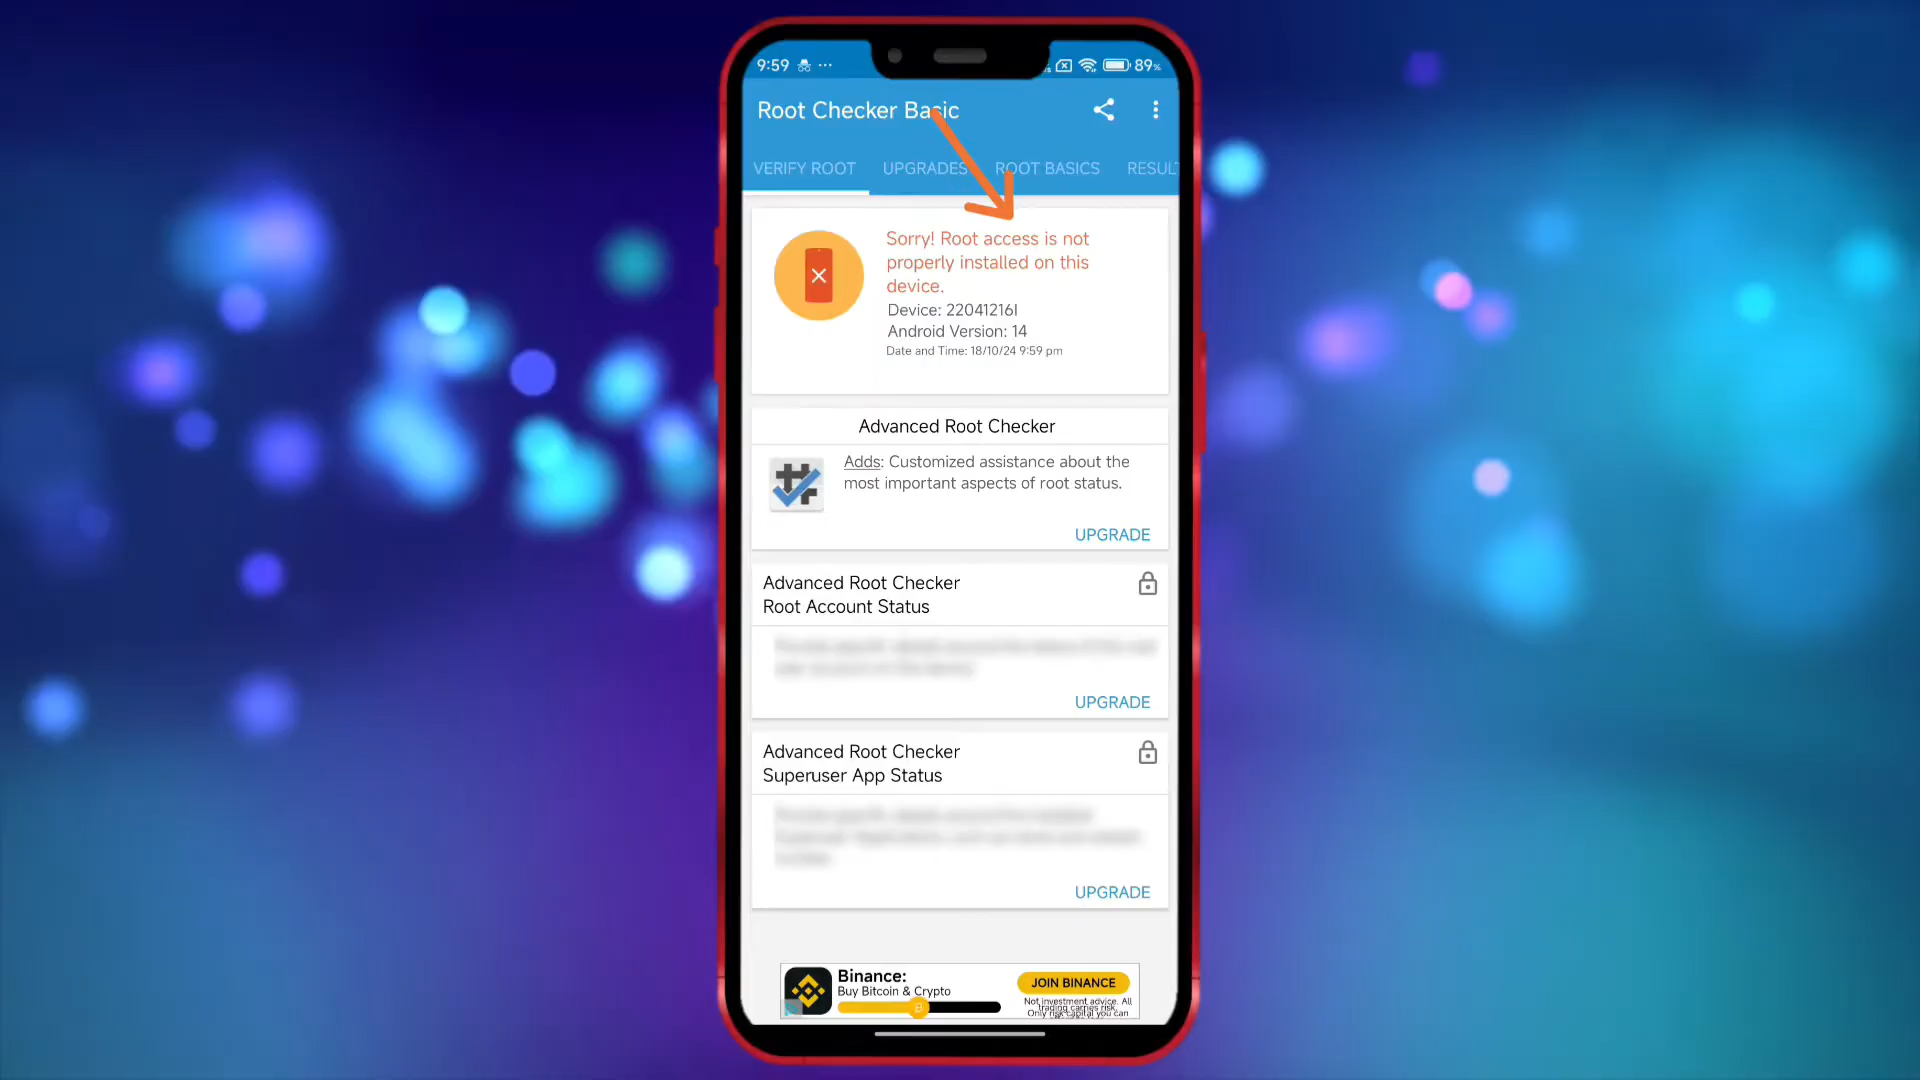 9:59
89%
Root Checker Basic
VERIFY ROOT
UPGRADES
ROOT BASICS
RESULT
Sorry! Root access is not
properly installed on this
device.
Device: 22041216I
Android Version: 14
Date and Time: 18/10/24 9:59 pm
Advanced Root Checker
Adds: Customized assistance about the
most important aspects of root status.
UPGRADE
Advanced Root Checker
Root Account Status
UPGRADE
Advanced Root Checker
Superuser App Status
UPGRADE
Binance:
Buy Bitcoin & Crypto
JOIN BINANCE
Not investment advice. All
trading carries risk.
Only risk capital you can